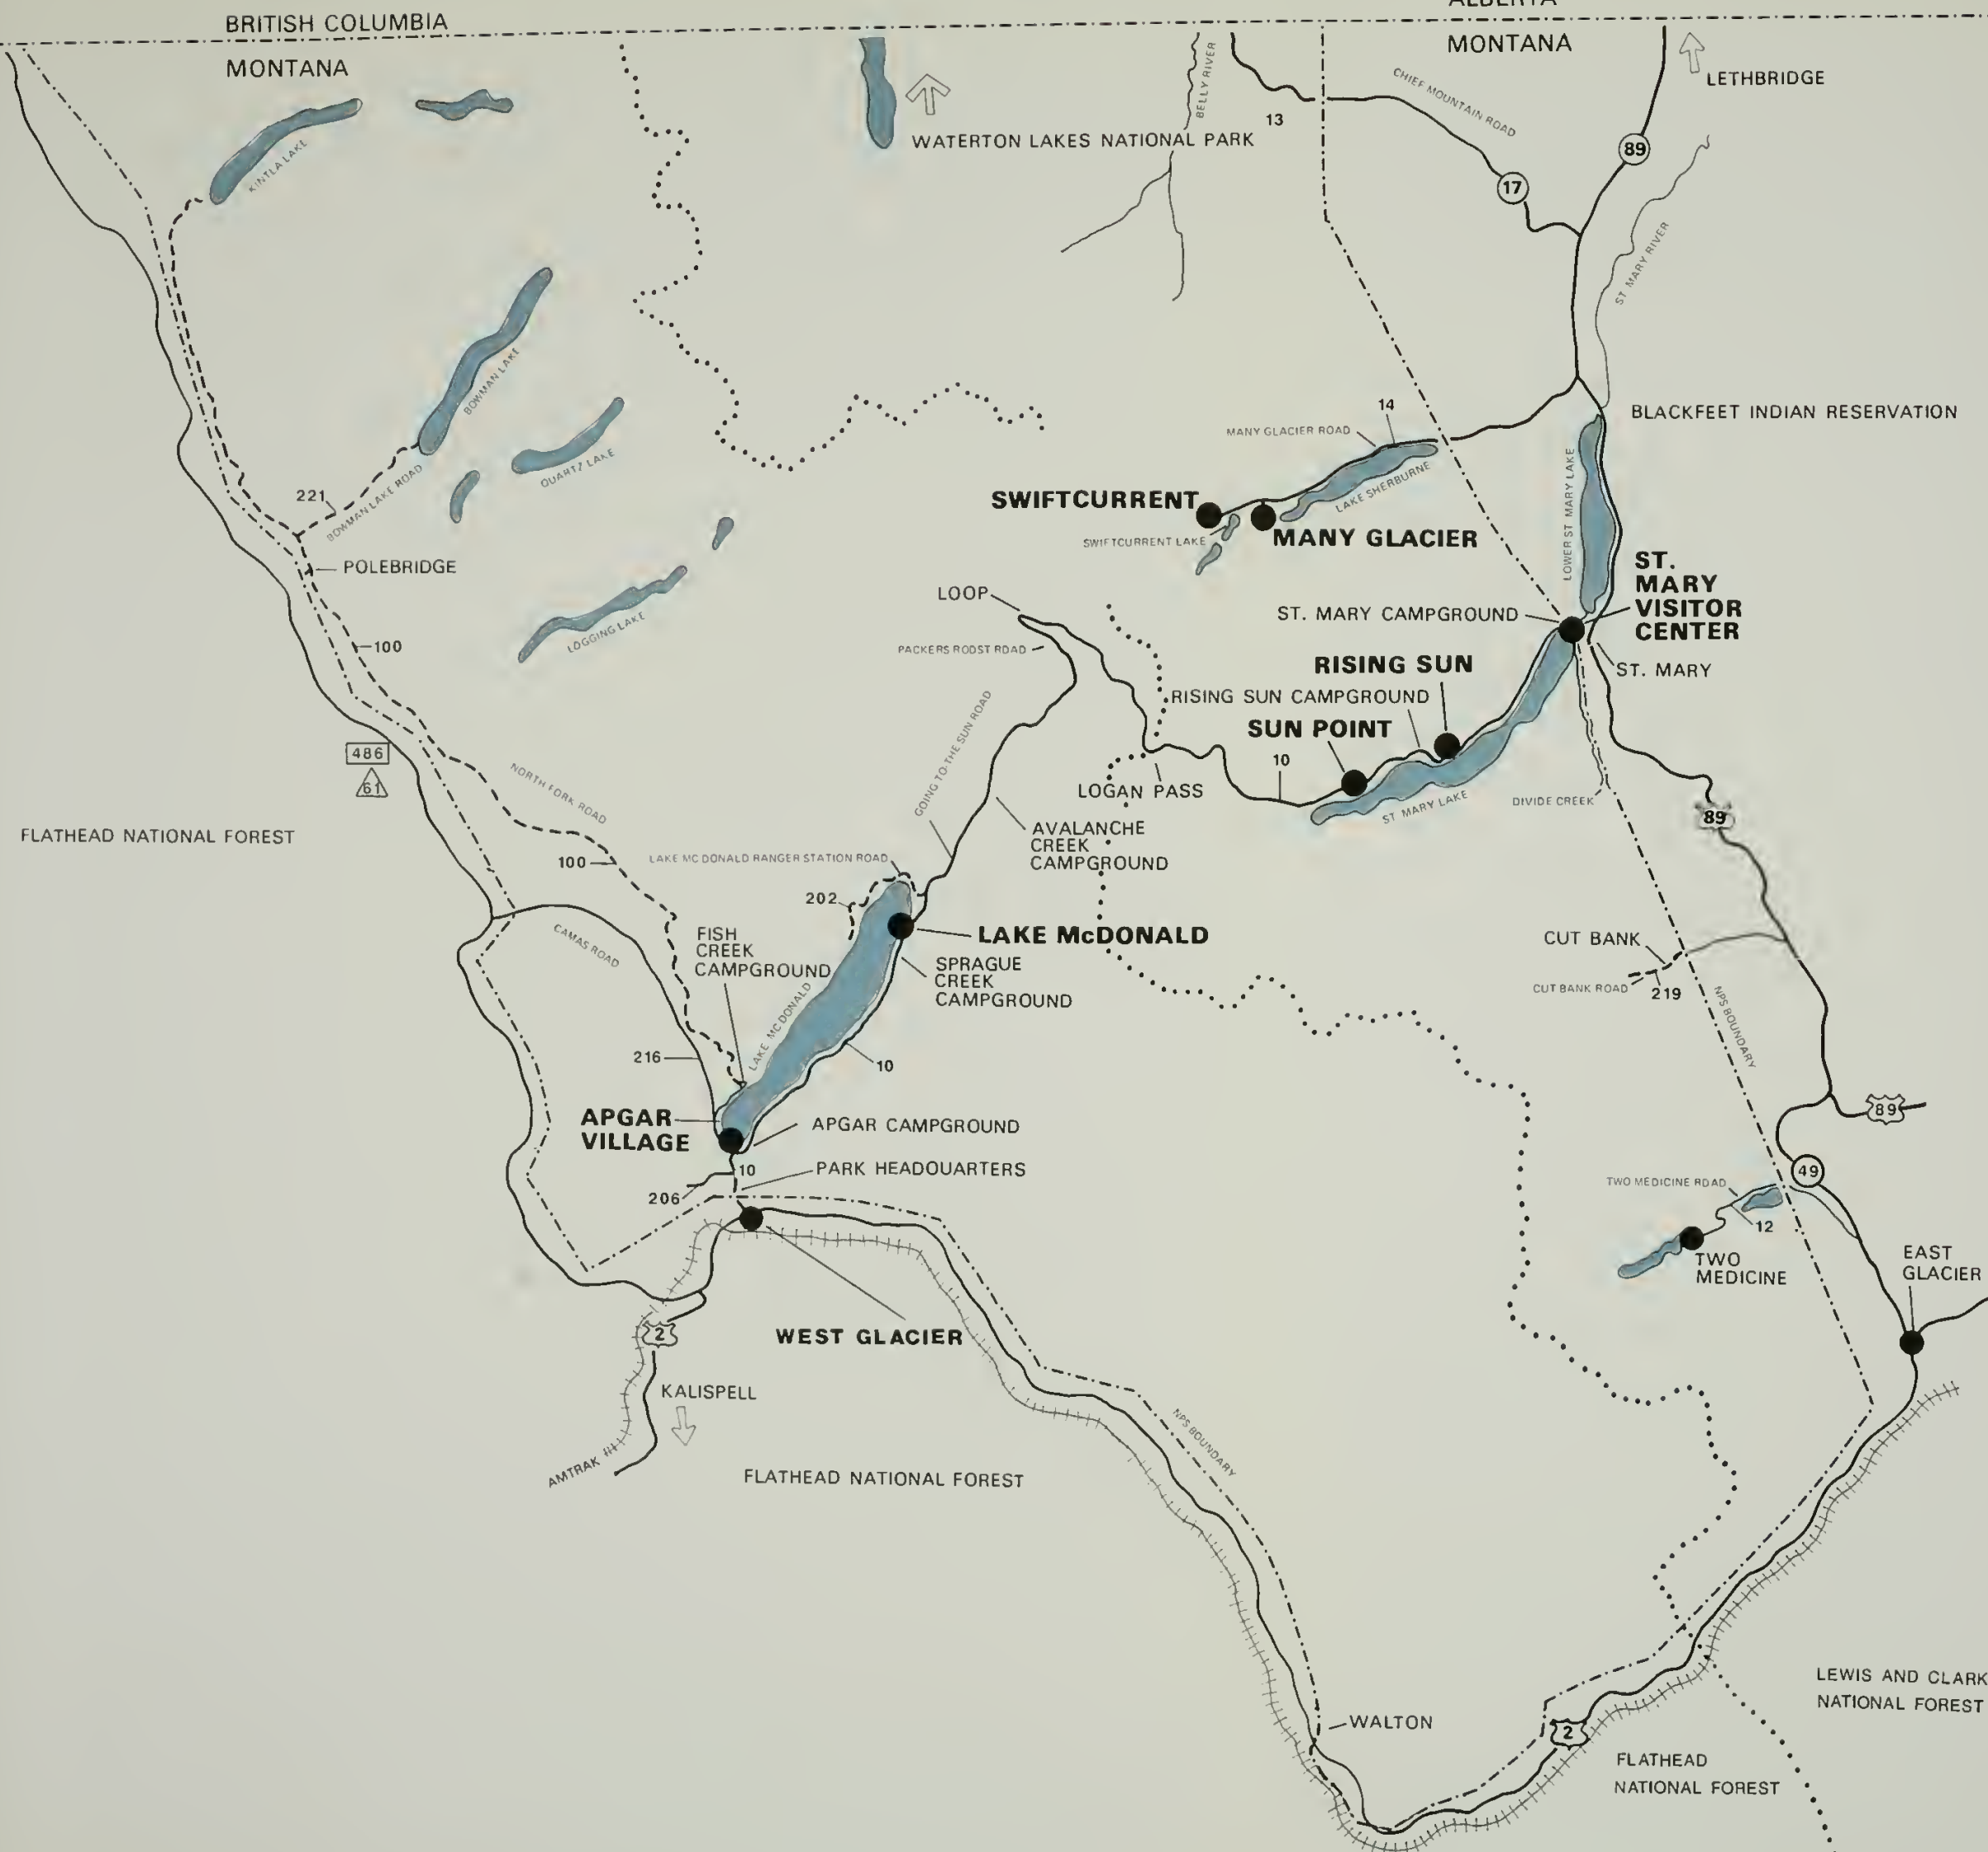 BRITISH COLUMBIA
MONTANA
ALBERTA
MONTANA
LETHBRIDGE
BELLY RIVER
13
CHIEF MOUNTAIN ROAD
89
17
WATERTON LAKES NATIONAL PARK
KINTLA LAKE
ST MARY RIVER
BOWMAN LAKE
14
MANY GLACIER ROAD
BLACKFEET INDIAN RESERVATION
QUARTZ LAKE
LAKE SHERBURNE
LOWER ST MARY LAKE
221
BOWMAN LAKE ROAD
SWIFTCURRENT
SWIFTCURRENT LAKE
MANY GLACIER
POLEBRIDGE
ST.
MARY
VISITOR
CENTER
LOOP
ST. MARY CAMPGROUND
LOGGING LAKE
100
PACKERS RODST ROAD
RISING SUN
ST. MARY
RISING SUN CAMPGROUND
SUN POINT
486
61
NORTH FORK ROAD
GOING TO-THE SUN ROAD
10
LOGAN PASS
ST MARY LAKE
DIVIDE CREEK
89
FLATHEAD NATIONAL FOREST
AVALANCHE
CREEK
CAMPGROUND
100
LAKE MC DONALD RANGER STATION ROAD
202
CAMAS ROAD
FISH
CREEK
CAMPGROUND
LAKE McDONALD
SPRAGUE
CREEK
CAMPGROUND
CUT BANK
CUT BANK ROAD
219
NPS BOUNDARY
LAKE MC DONALD
216
10
APGAR
VILLAGE
APGAR CAMPGROUND
89
10
PARK HEADQUARTERS
206
49
TWO MEDICINE ROAD
12
TWO
MEDICINE
EAST
GLACIER
2
WEST GLACIER
KALISPELL
AMTRAK
FLATHEAD NATIONAL FOREST
NPS BOUNDARY
LEWIS AND CLARK
NATIONAL FOREST
WALTON
2
FLATHEAD
NATIONAL FOREST